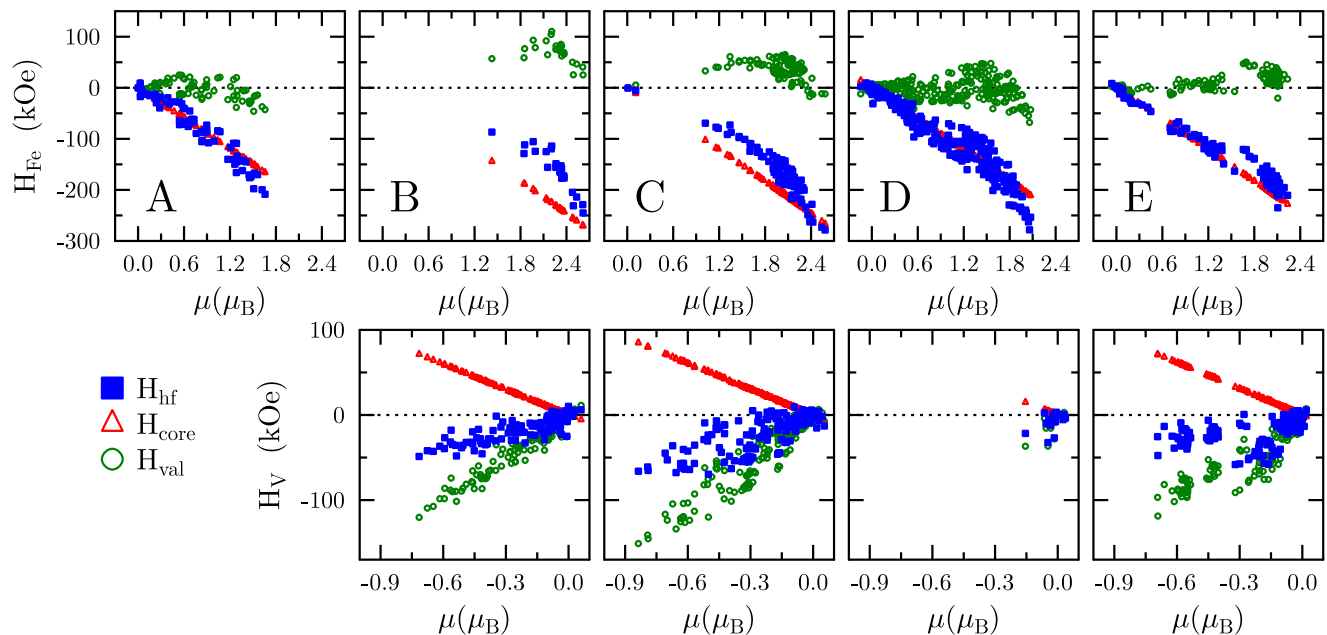 H_Fe (kOe)
100
0
-100
-200
-300
A B C D E
0.0 0.6 1.2 1.8 2.4 0.0 0.6 1.2 1.8 2.4 0.0 0.6 1.2 1.8 2.4 0.0 0.6 1.2 1.8 2.4 0.0 0.6 1.2 1.8 2.4
μ(μ_B) μ(μ_B) μ(μ_B) μ(μ_B) μ(μ_B)
H_hf
H_core
H_val
H_V (kOe)
100
0
-100
-0.9 -0.6 -0.3 0.0 -0.9 -0.6 -0.3 0.0 -0.9 -0.6 -0.3 0.0 -0.9 -0.6 -0.3 0.0
μ(μ_B) μ(μ_B) μ(μ_B) μ(μ_B)